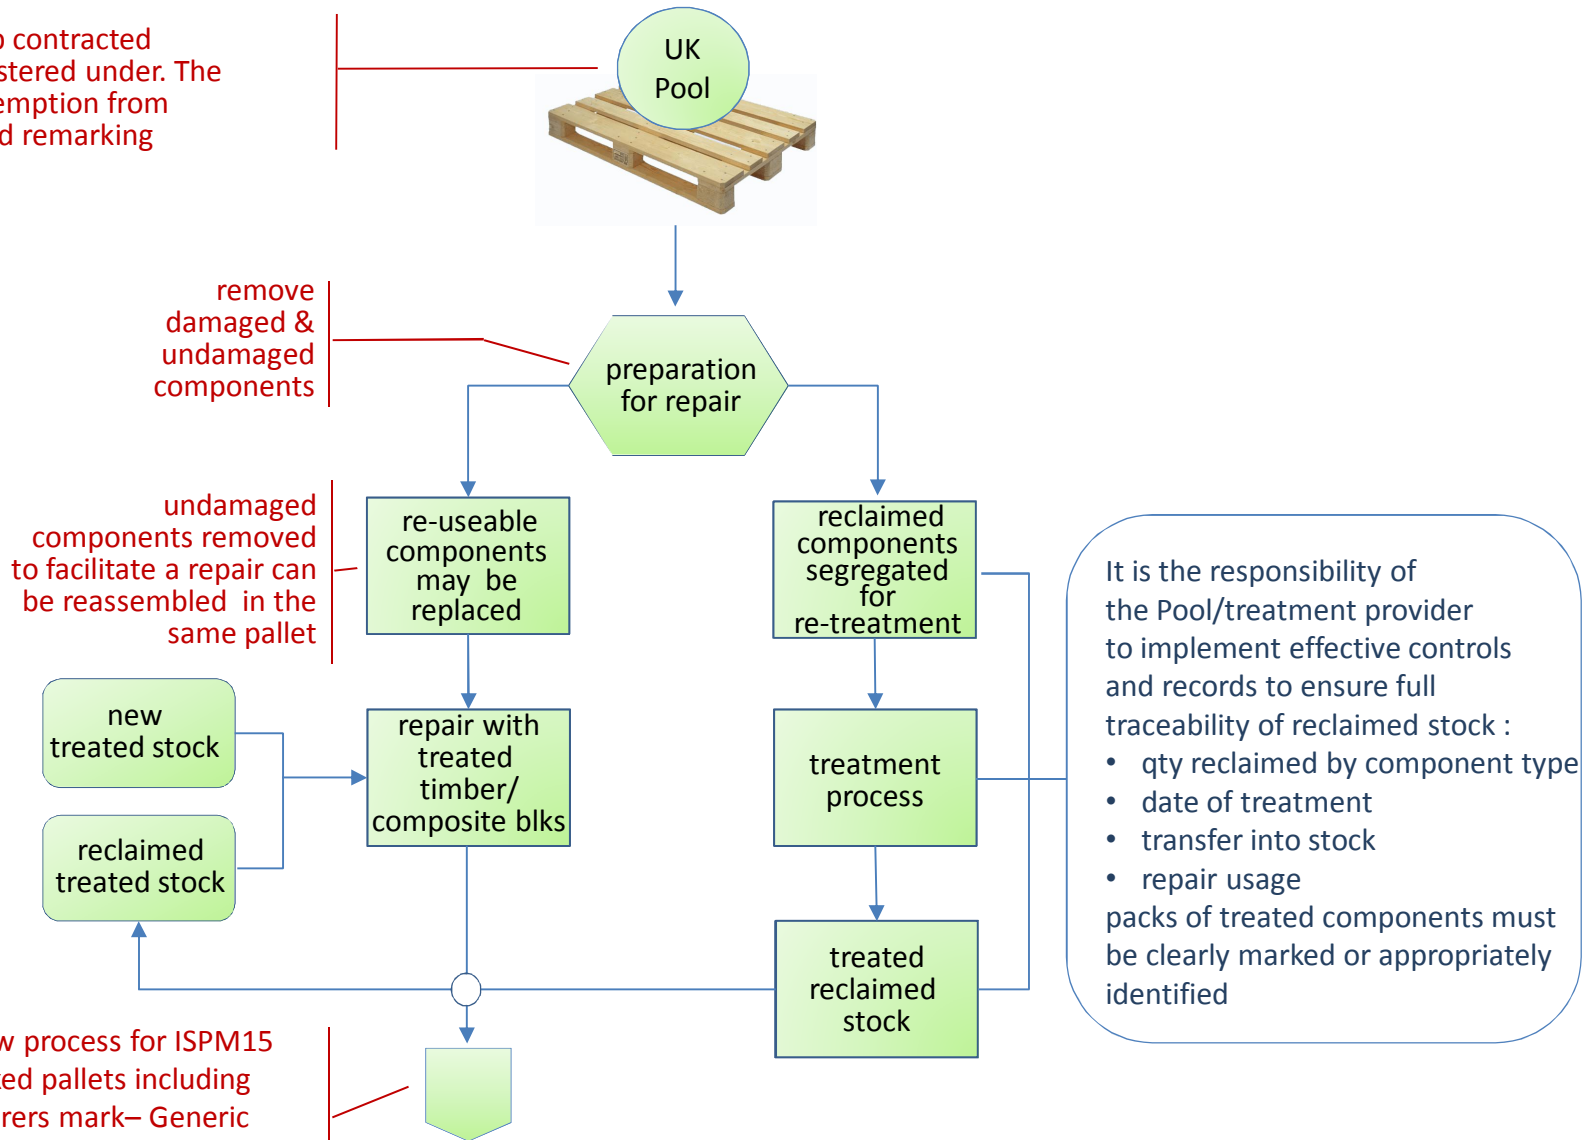 contracted
stered under. The
emption from
d remarking
UK
Pool
remove
damaged &
undamaged
components
preparation
for repair
undamaged
components removed
to facilitate a repair can
be reassembled in the
same pallet
re-useable
components
may be
replaced
reclaimed
components
segregated
for
re-treatment
new
treated stock
reclaimed
treated stock
repair with
treated
timber/
composite blks
treatment
process
treated
reclaimed
stock
It is the responsibility of
the Pool/treatment provider
to implement effective controls
and records to ensure full
traceability of reclaimed stock :
• qty reclaimed by component type
• date of treatment
• transfer into stock
• repair usage
packs of treated components must
be clearly marked or appropriately
identified
w process for ISPM15
ed pallets including
rers mark– Generic